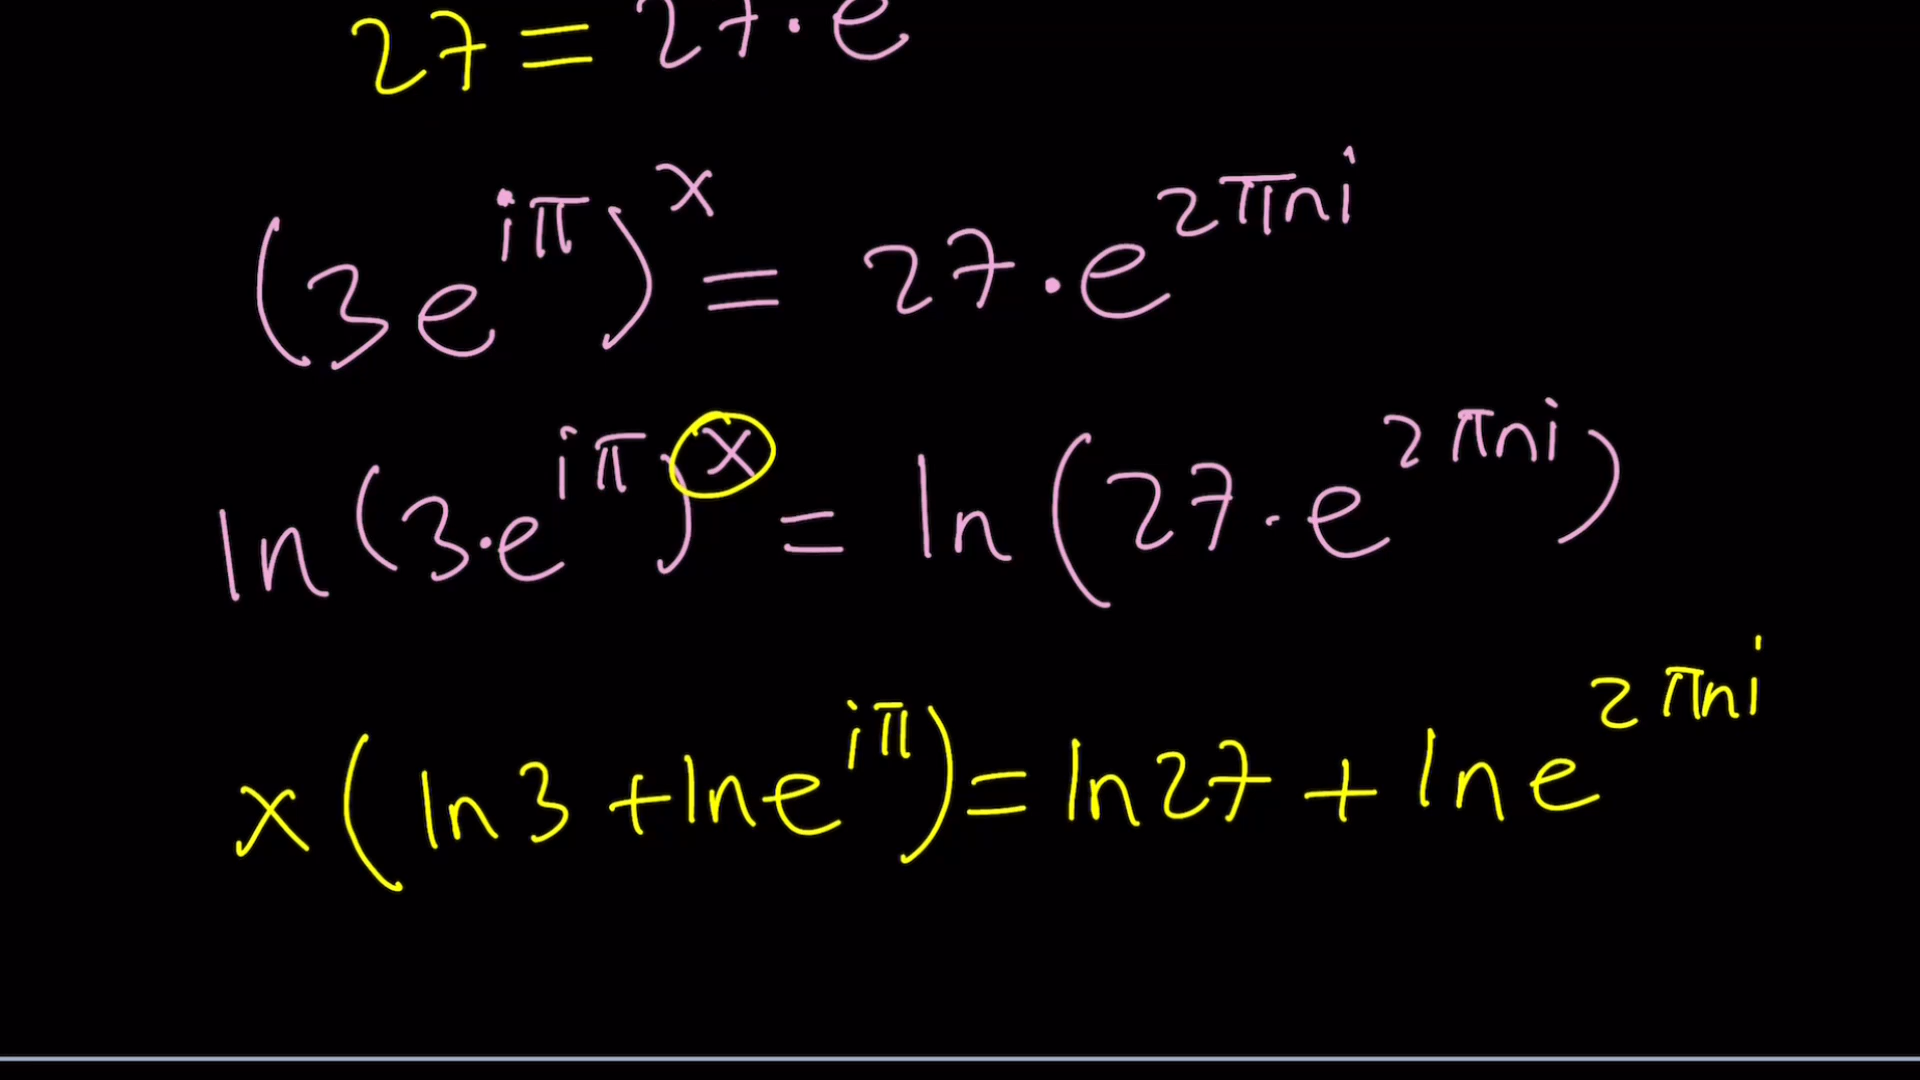 27 = 27·e
(3e^{iπ})^x = 27·e^{2πni}
ln(3·e^{iπ})^x = ln(27·e^{2πni})
x(ln3 + lne^{iπ}) = ln27 + lne^{2πni}